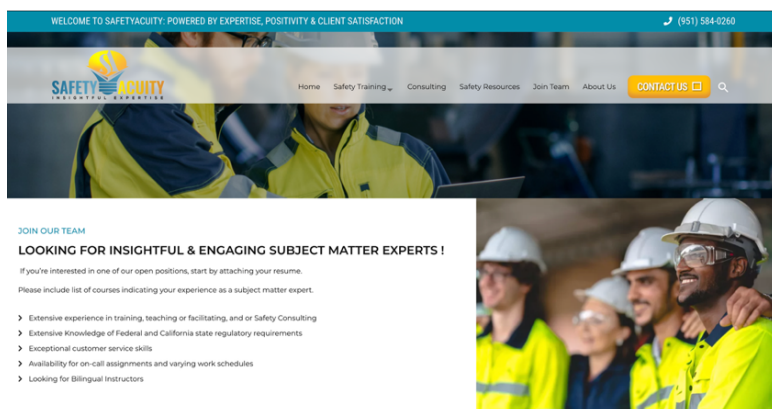 WELCOME TO SAFETYACUITY: POWERED BY EXPERTISE, POSITIVITY & CLIENT SATISFACTION
(951) 584-0260
SAFETY ACUITY
INSIGHTFUL EXPERTISE
Home Safety Training Consulting Safety Resources Join Team About Us CONTACT US
JOIN OUR TEAM
LOOKING FOR INSIGHTFUL & ENGAGING SUBJECT MATTER EXPERTS !
If you're interested in one of our open positions, start by attaching your resume.
Please include list of courses indicating your experience as a subject matter expert.
Extensive experience in training, teaching or facilitating, and or Safety Consulting
Extensive Knowledge of Federal and California state regulatory requirements
Exceptional customer service skills
Availability for on-call assignments and varying work schedules
Looking for Bilingual Instructors